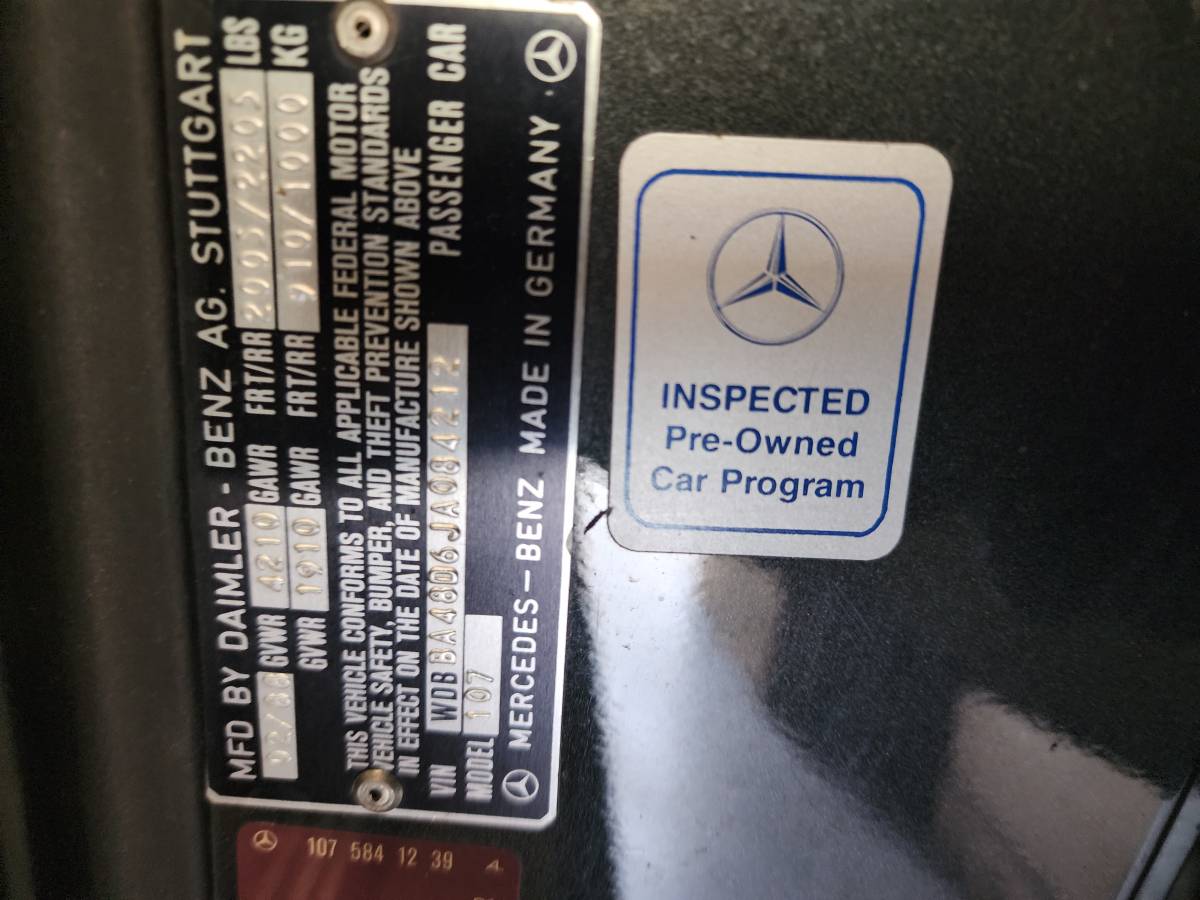 MFD BY DAIMLER - BENZ AG. STUTTGART
02/88 GVWR 4210 GAWR FRT/RR 2005/2205 LBS
GVWR 1910 GAWR FRT/RR 910/1000 KG
THIS VEHICLE CONFORMS TO ALL APPLICABLE FEDERAL MOTOR
VEHICLE SAFETY, BUMPER, AND THEFT PREVENTION STANDARDS
IN EFFECT ON THE DATE OF MANUFACTURE SHOWN ABOVE
VIN WDBBA48D6JA084212 PASSENGER CAR
MODEL 107
MERCEDES-BENZ. MADE IN GERMANY.
INSPECTED
Pre-Owned
Car Program
107 584 12 39 4